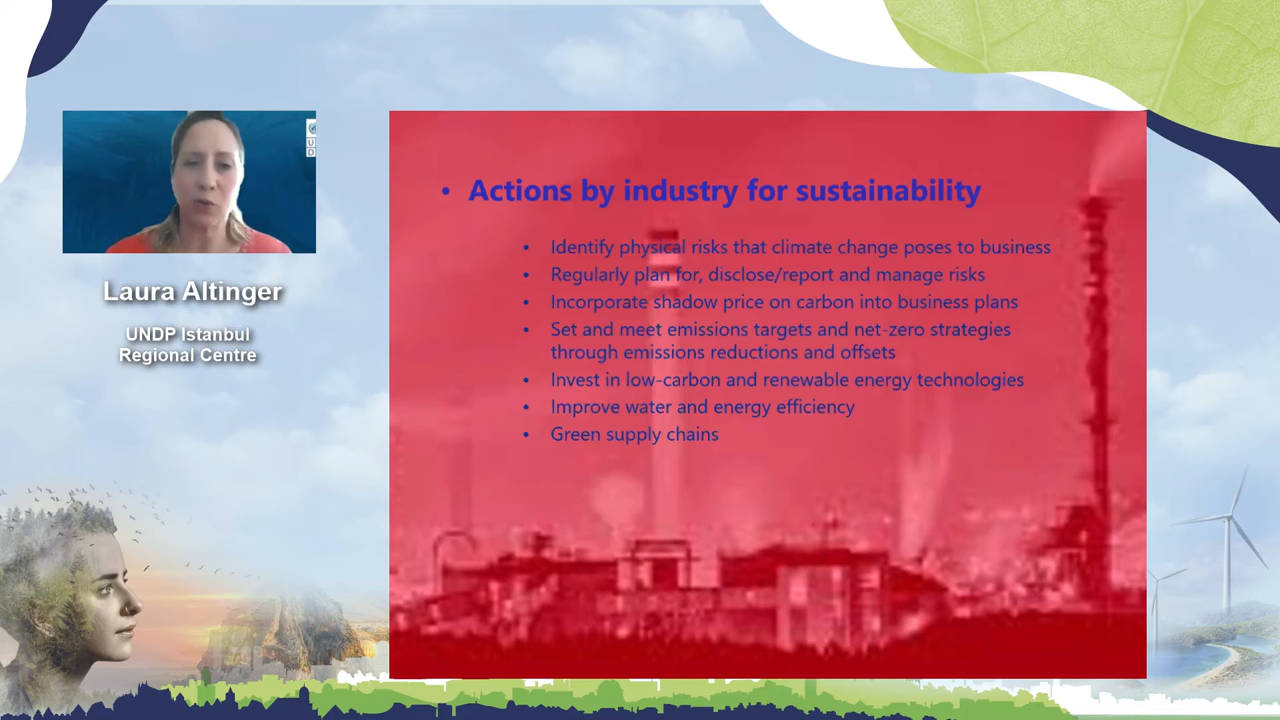 Laura Altinger
UNDP Istanbul
Regional Centre
• Actions by industry for sustainability
• Identify physical risks that climate change poses to business
• Regularly plan for, disclose/report and manage risks
• Incorporate shadow price on carbon into business plans
• Set and meet emissions targets and net-zero strategies
through emissions reductions and offsets
• Invest in low-carbon and renewable energy technologies
• Improve water and energy efficiency
• Green supply chains